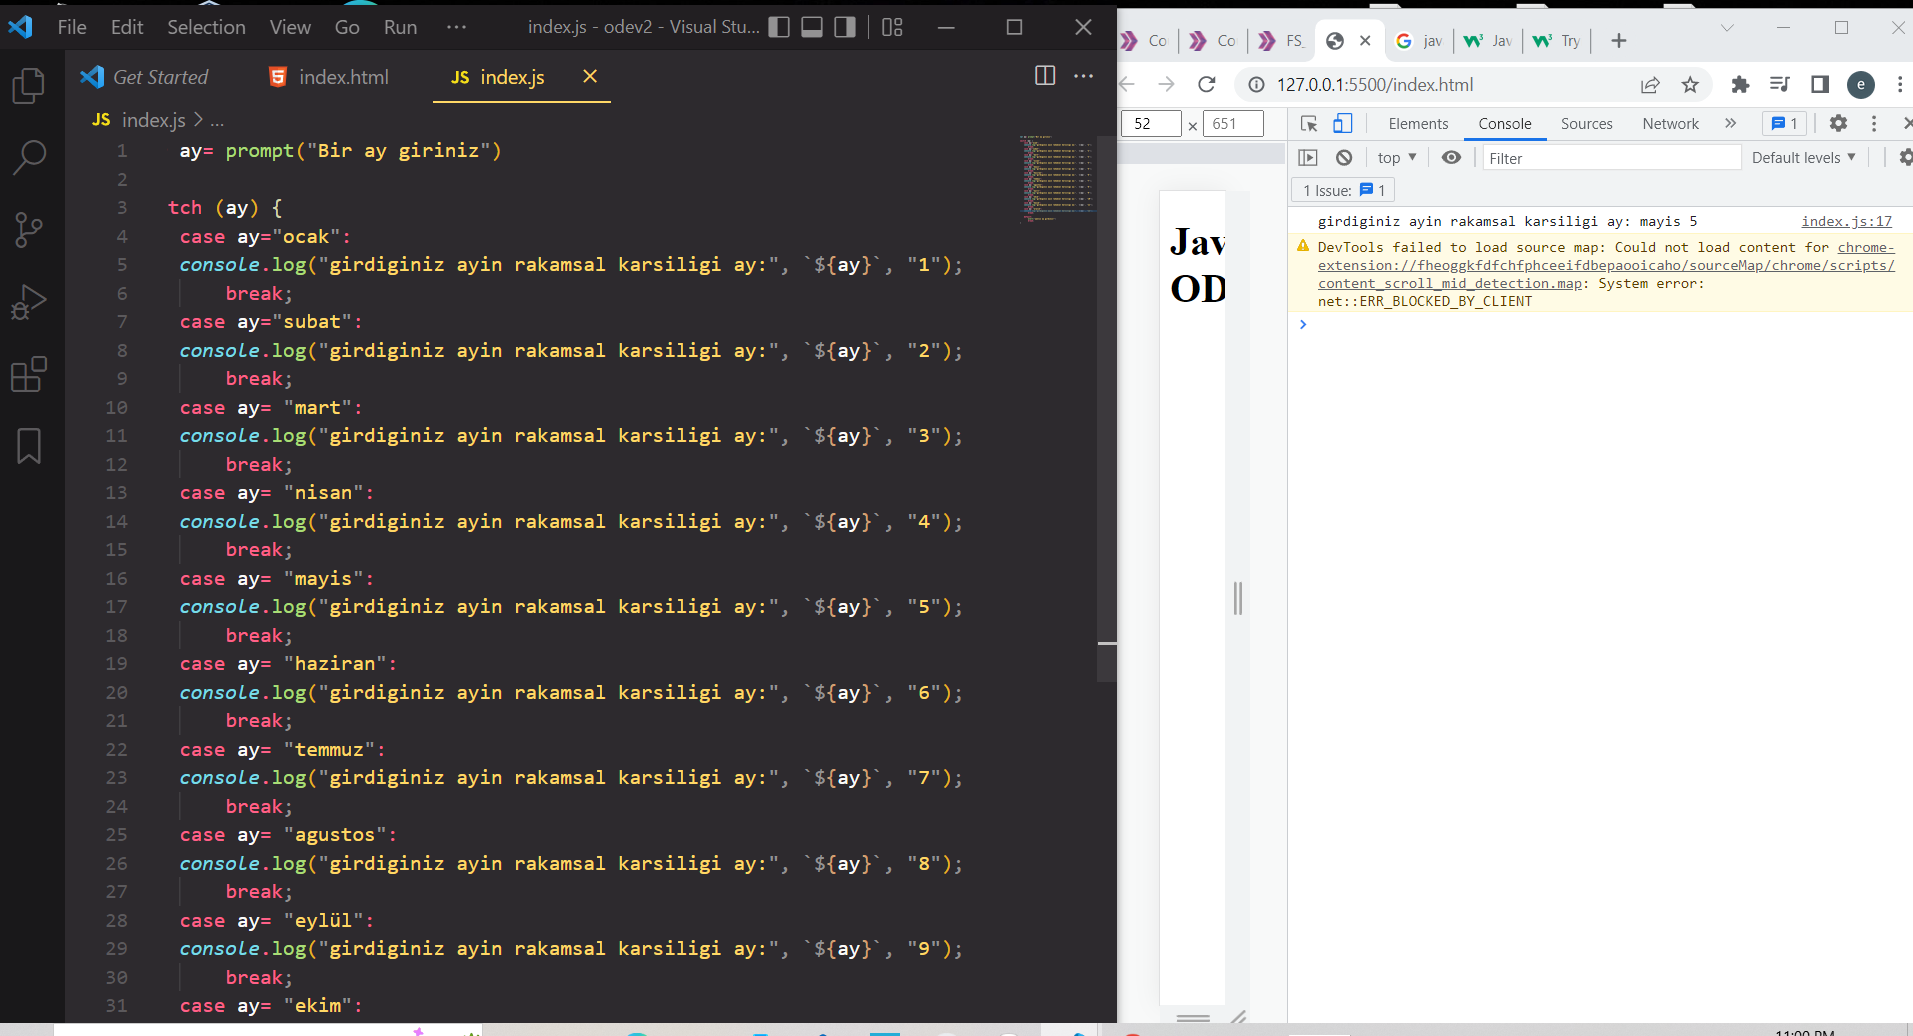 File Edit Selection View Go Run ··· index.js - odev2 - Visual Stu...
Get Started index.html JS index.js
JS index.js > ...
1 ay= prompt("Bir ay giriniz")
2
3 tch (ay) {
4 case ay="ocak":
5 console.log("girdiginiz ayin rakamsal karsiligi ay:", `${ay}`, "1");
6 break;
7 case ay="subat":
8 console.log("girdiginiz ayin rakamsal karsiligi ay:", `${ay}`, "2");
9 break;
10 case ay= "mart":
11 console.log("girdiginiz ayin rakamsal karsiligi ay:", `${ay}`, "3");
12 break;
13 case ay= "nisan":
14 console.log("girdiginiz ayin rakamsal karsiligi ay:", `${ay}`, "4");
15 break;
16 case ay= "mayis":
17 console.log("girdiginiz ayin rakamsal karsiligi ay:", `${ay}`, "5");
18 break;
19 case ay= "haziran":
20 console.log("girdiginiz ayin rakamsal karsiligi ay:", `${ay}`, "6");
21 break;
22 case ay= "temmuz":
23 console.log("girdiginiz ayin rakamsal karsiligi ay:", `${ay}`, "7");
24 break;
25 case ay= "agustos":
26 console.log("girdiginiz ayin rakamsal karsiligi ay:", `${ay}`, "8");
27 break;
28 case ay= "eylül":
29 console.log("girdiginiz ayin rakamsal karsiligi ay:", `${ay}`, "9");
30 break;
31 case ay= "ekim":
Co Co FS_ jav Jav Try
127.0.0.1:5500/index.html e
52 × 651 Elements Console Sources Network » 1
top Filter Default levels
1 Issue: 1
Jav
OD
girdiginiz ayin rakamsal karsiligi ay: mayis 5 index.js:17
DevTools failed to load source map: Could not load content for chrome-
extension://fheoggkfdfchfphceeifdbepaooicaho/sourceMap/chrome/scripts/
content_scroll_mid_detection.map: System error:
net::ERR_BLOCKED_BY_CLIENT
11:00 PM